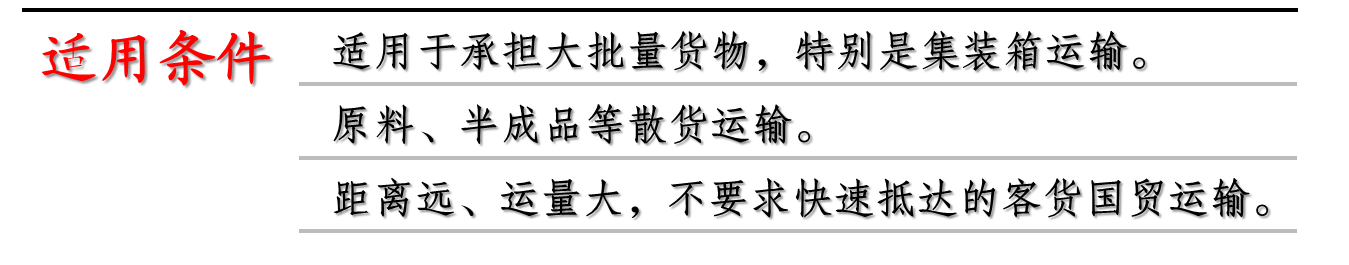 适用条件
适用于承担大批量货物，特别是集装箱运输。
原料、半成品等散货运输。
距离远、运量大，不要求快速抵达的客货国贸运输。